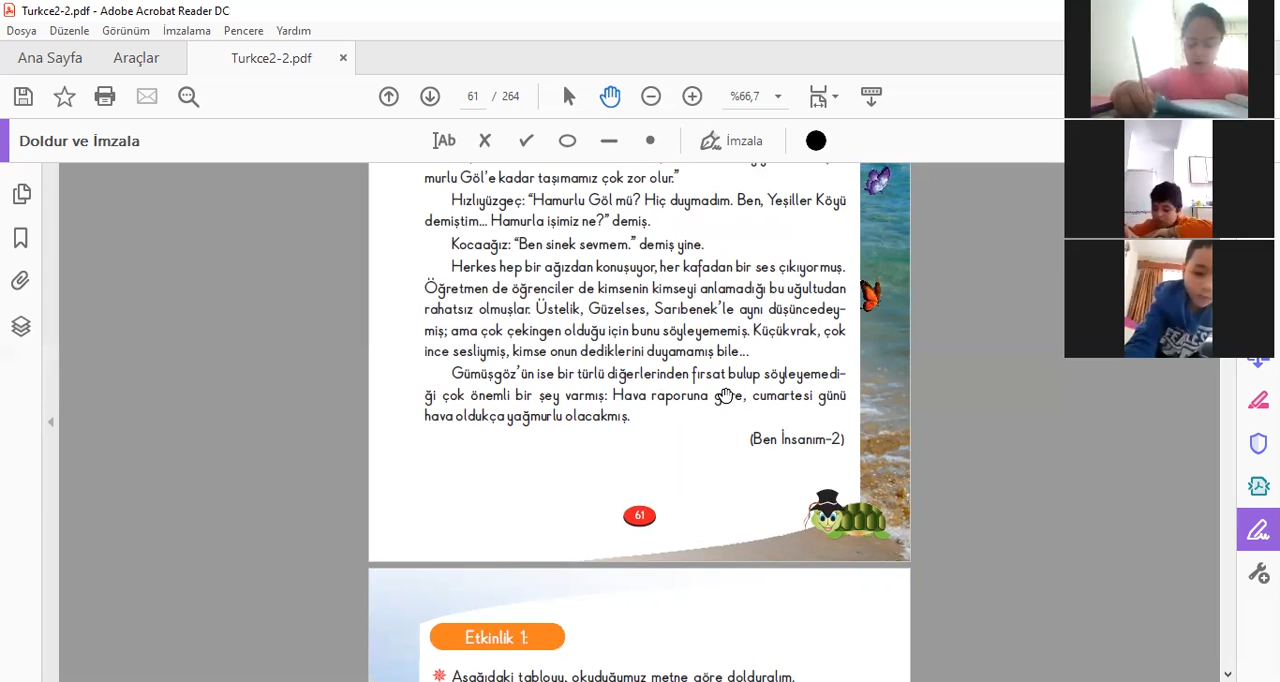 Turkce2-2.pdf - Adobe Acrobat Reader DC
Dosya Düzenle Görünüm İmzalama Pencere Yardım
Ana Sayfa Araçlar Turkce2-2.pdf ×
61 / 264 %66,7
Doldur ve İmzala
IAb İmzala
murlu Göl'e kadar taşımamız çok zor olur."
Hızlıyüzgeç: "Hamurlu Göl mü? Hiç duymadım. Ben, Yeşiller Köyü
demiştim... Hamurla işimiz ne?" demiş.
Kocaağız: "Ben sinek sevmem." demiş yine.
Herkes hep bir ağızdan konuşuyor, her kafadan bir ses çıkıyormuş.
Öğretmen de öğrenciler de kimsenin kimseyi anlamadığı bu uğultudan
rahatsız olmuşlar. Üstelik, Güzelses, Sarıbenek'le aynı düşüncedey-
miş; ama çok çekingen olduğu için bunu söyleyememiş. Küçükvrak, çok
ince sesliymiş, kimse onun dediklerini duyamamış bile...
Gümüşgöz'ün ise bir türlü diğerlerinden fırsat bulup söyleyemedi-
ği çok önemli bir şey varmış: Hava raporuna göre, cumartesi günü
hava oldukça yağmurlu olacakmış.
(Ben İnsanım-2)
61
Etkinlik 1:
Aşağıdaki tabloyu, okuduğumuz metne göre dolduralım.